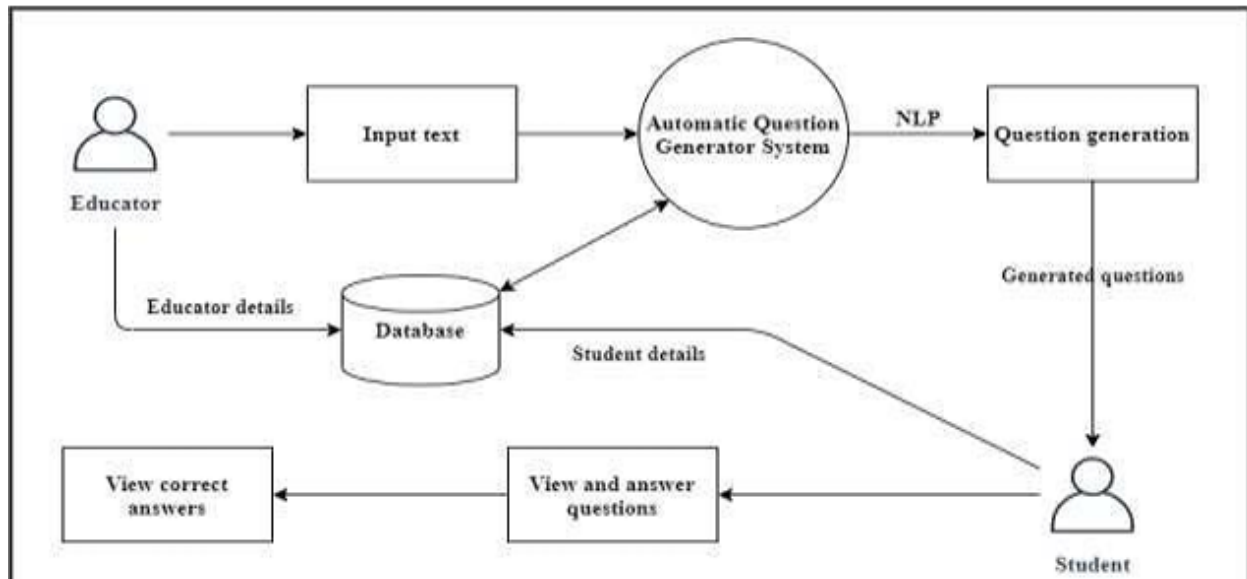 Input text
Automatic Question
Generator System
NLP
Question generation
Educator
Educator details
Database
Student details
Generated questions
View correct
answers
View and answer
questions
Student